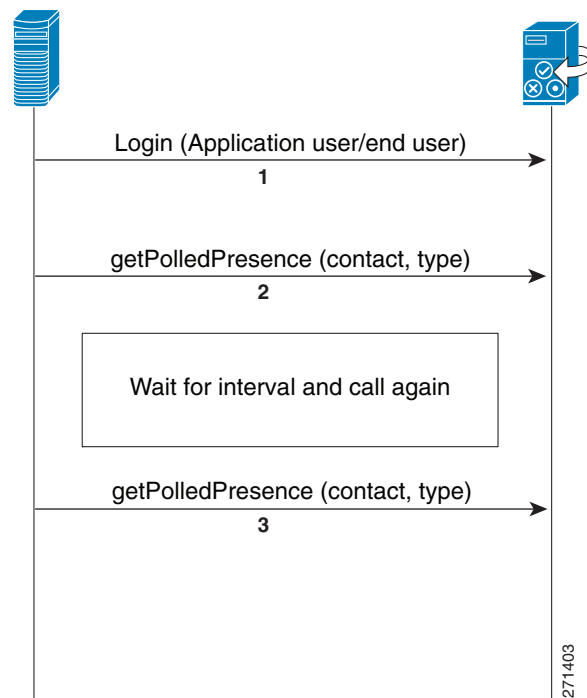 Login (Application user/end user)
1
getPolledPresence (contact, type)
2
Wait for interval and call again
getPolledPresence (contact, type)
3
271403